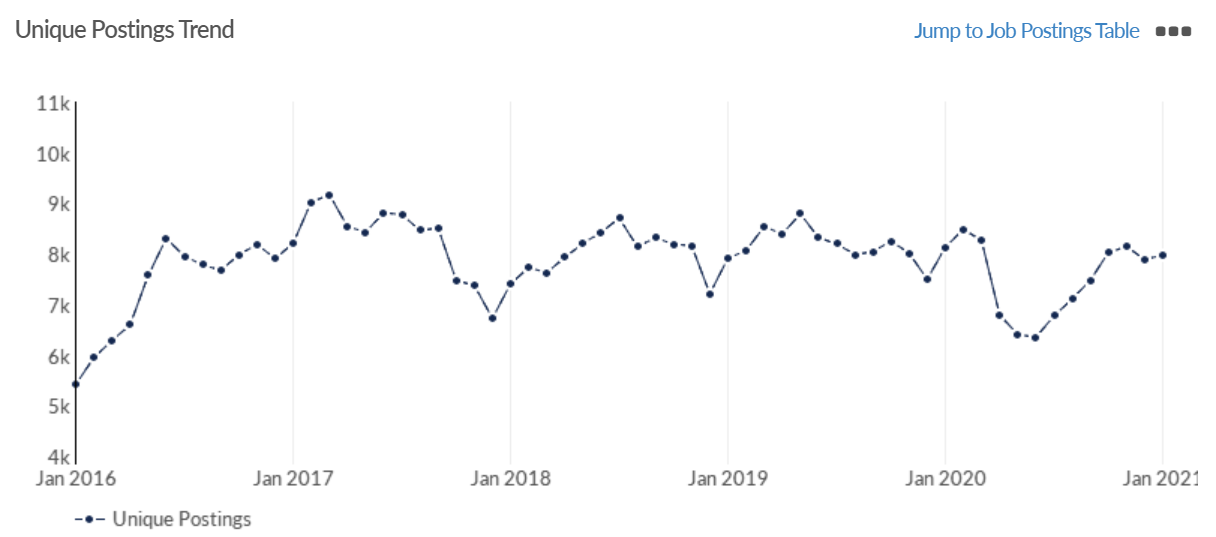 Unique Postings Trend
Jump to Job Postings Table
11k
10k
9k
8k
7k
6k
5k
4k
Jan 2016 Jan 2017 Jan 2018 Jan 2019 Jan 2020 Jan 2021
Unique Postings